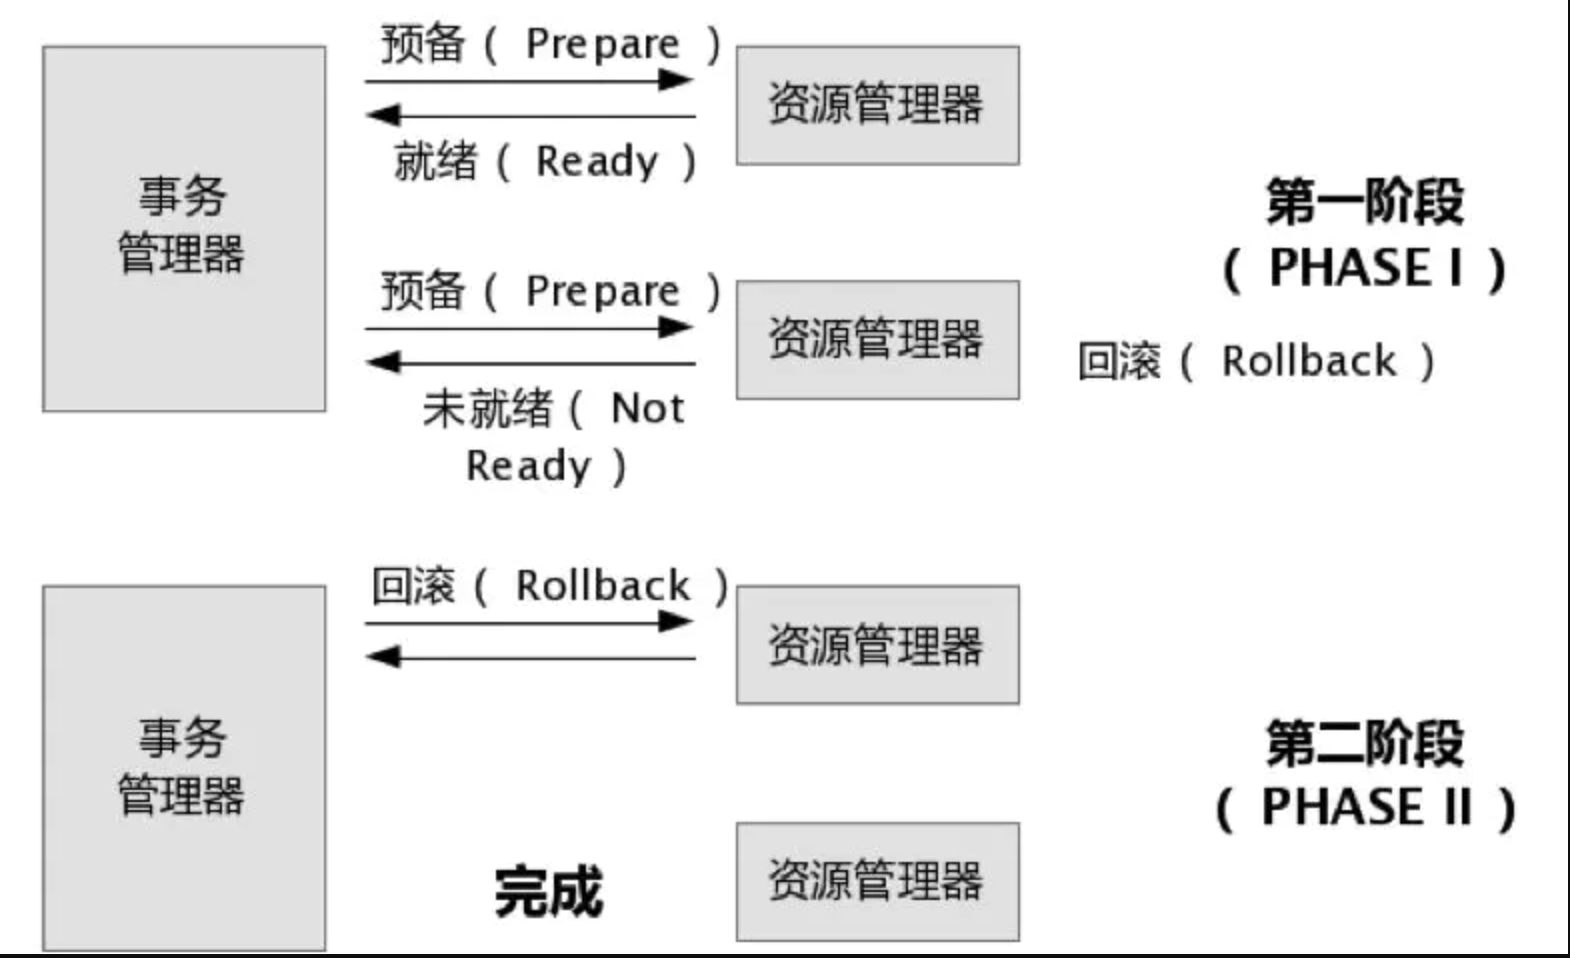 预备( Prepare )
资源管理器
就绪( Ready )
事务
管理器
第一阶段
( PHASE I )
预备( Prepare )
资源管理器
回滚( Rollback )
未就绪( Not
Ready )
回滚( Rollback )
资源管理器
事务
管理器
第二阶段
( PHASE II )
完成
资源管理器